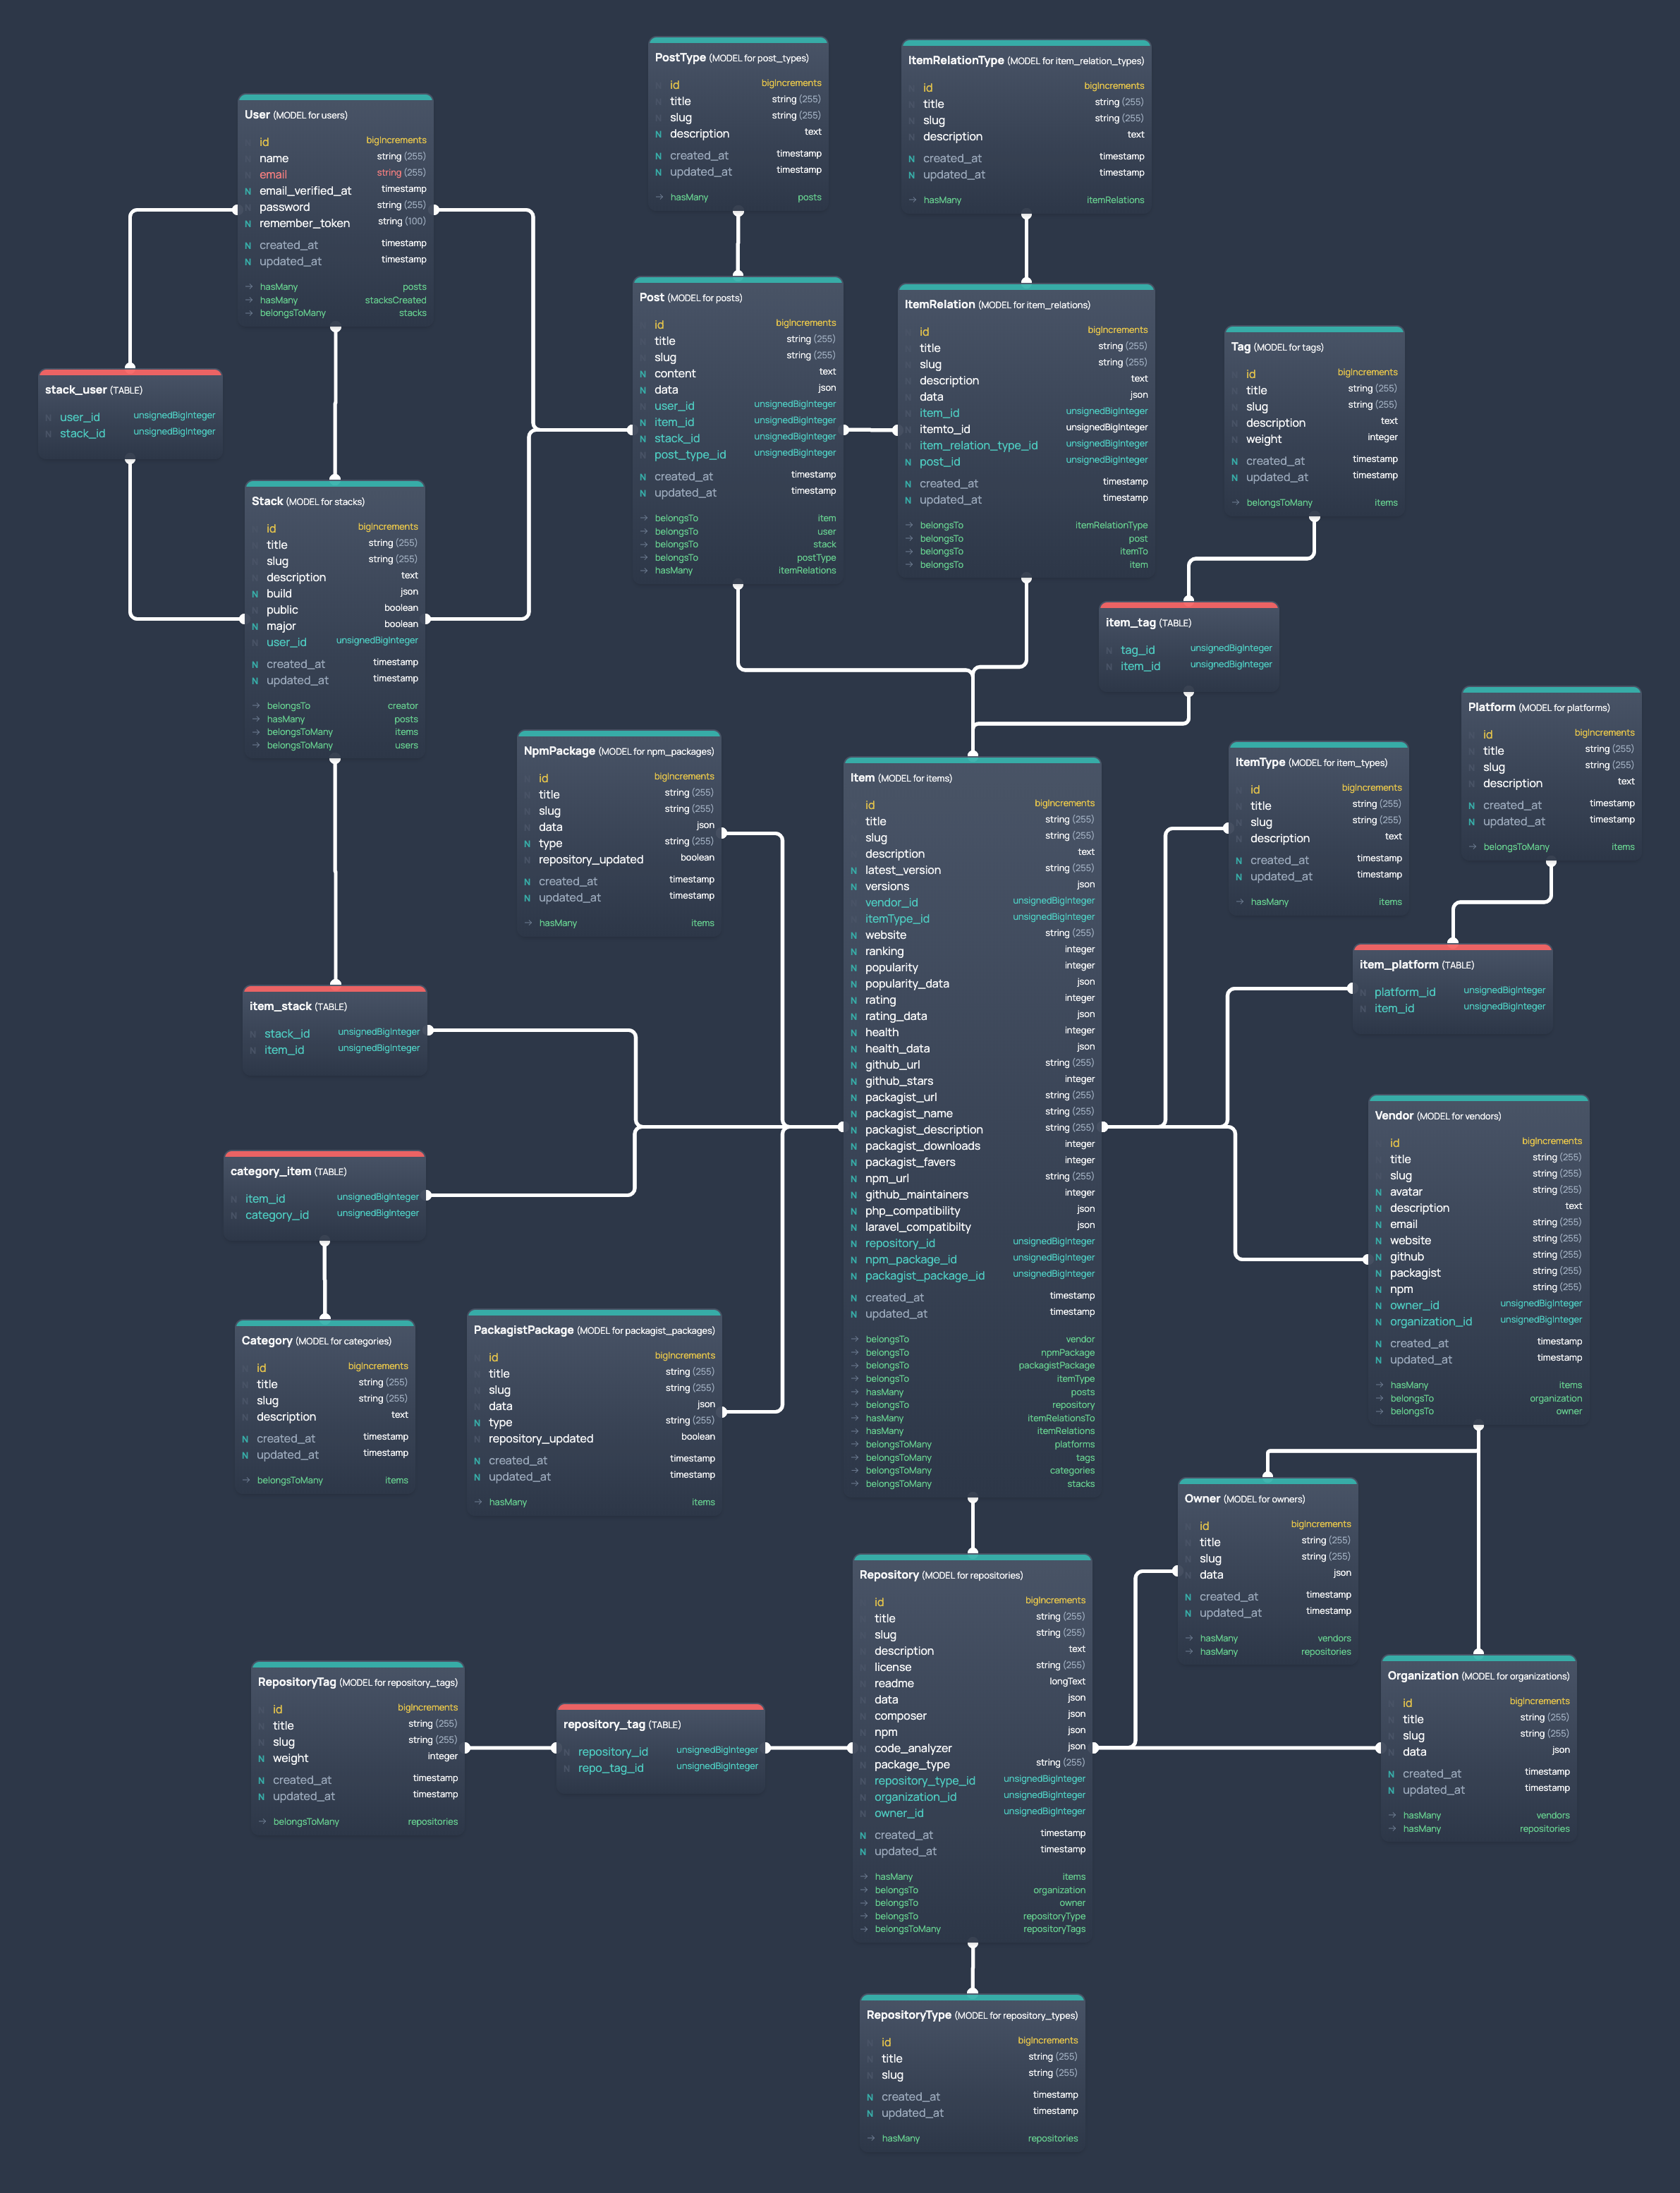 PostType (MODEL for post_types)
N id bigIncrements
N title string (255)
N slug string (255)
N description text
N created_at timestamp
N updated_at timestamp
→ hasMany posts
ItemRelationType (MODEL for item_relation_types)
N id bigIncrements
N title string (255)
N slug string (255)
N description text
N created_at timestamp
N updated_at timestamp
→ hasMany itemRelations
User (MODEL for users)
N id bigIncrements
N name string (255)
N email string (255)
N email_verified_at timestamp
N password string (255)
N remember_token string (100)
N created_at timestamp
N updated_at timestamp
→ hasMany posts
→ hasMany stacksCreated
→ belongsToMany stacks
Post (MODEL for posts)
N id bigIncrements
N title string (255)
N slug string (255)
N content text
N data json
N user_id unsignedBigInteger
N item_id unsignedBigInteger
N stack_id unsignedBigInteger
N post_type_id unsignedBigInteger
N created_at timestamp
N updated_at timestamp
→ belongsTo item
→ belongsTo user
→ belongsTo stack
→ belongsTo postType
→ hasMany itemRelations
ItemRelation (MODEL for item_relations)
N id bigIncrements
N title string (255)
N slug string (255)
N description text
N data json
N item_id unsignedBigInteger
N itemto_id unsignedBigInteger
N item_relation_type_id unsignedBigInteger
N post_id unsignedBigInteger
N created_at timestamp
N updated_at timestamp
→ belongsTo itemRelationType
→ belongsTo post
→ belongsTo itemTo
→ belongsTo item
Tag (MODEL for tags)
N id bigIncrements
N title string (255)
N slug string (255)
N description text
N weight integer
N created_at timestamp
N updated_at timestamp
→ belongsToMany items
stack_user (TABLE)
N user_id unsignedBigInteger
N stack_id unsignedBigInteger
Stack (MODEL for stacks)
N id bigIncrements
N title string (255)
N slug string (255)
N description text
N build json
N public boolean
N major boolean
N user_id unsignedBigInteger
N created_at timestamp
N updated_at timestamp
→ belongsTo creator
→ hasMany posts
→ belongsToMany items
→ belongsToMany users
item_tag (TABLE)
N tag_id unsignedBigInteger
N item_id unsignedBigInteger
Platform (MODEL for platforms)
N id bigIncrements
N title string (255)
N slug string (255)
N description text
N created_at timestamp
N updated_at timestamp
→ belongsToMany items
NpmPackage (MODEL for npm_packages)
N id bigIncrements
N title string (255)
N slug string (255)
N data json
N type string (255)
N repository_updated boolean
N created_at timestamp
N updated_at timestamp
→ hasMany items
Item (MODEL for items)
id bigIncrements
title string (255)
slug string (255)
description text
N latest_version string (255)
N versions json
vendor_id unsignedBigInteger
itemType_id unsignedBigInteger
N website string (255)
N ranking integer
N popularity integer
N popularity_data json
N rating integer
N rating_data json
N health integer
N health_data json
N github_url string (255)
N github_stars integer
N packagist_url string (255)
N packagist_name string (255)
N packagist_description string (255)
N packagist_downloads integer
N packagist_favers integer
N npm_url string (255)
N github_maintainers integer
N php_compatibility json
N laravel_compatibilty json
N repository_id unsignedBigInteger
N npm_package_id unsignedBigInteger
N packagist_package_id unsignedBigInteger
N created_at timestamp
N updated_at timestamp
→ belongsTo vendor
→ belongsTo npmPackage
→ belongsTo packagistPackage
→ belongsTo itemType
→ hasMany posts
→ belongsTo repository
→ hasMany itemRelationsTo
→ hasMany itemRelations
→ belongsToMany platforms
→ belongsToMany tags
→ belongsToMany categories
→ belongsToMany stacks
ItemType (MODEL for item_types)
N id bigIncrements
N title string (255)
N slug string (255)
N description text
N created_at timestamp
N updated_at timestamp
→ hasMany items
item_platform (TABLE)
N platform_id unsignedBigInteger
N item_id unsignedBigInteger
item_stack (TABLE)
N stack_id unsignedBigInteger
N item_id unsignedBigInteger
Vendor (MODEL for vendors)
id bigIncrements
title string (255)
slug string (255)
N avatar string (255)
N description text
N email string (255)
N website string (255)
N github string (255)
N packagist string (255)
N npm string (255)
N owner_id unsignedBigInteger
N organization_id unsignedBigInteger
N created_at timestamp
N updated_at timestamp
→ hasMany items
→ belongsTo organization
→ belongsTo owner
category_item (TABLE)
N item_id unsignedBigInteger
N category_id unsignedBigInteger
Category (MODEL for categories)
N id bigIncrements
N title string (255)
N slug string (255)
N description text
N created_at timestamp
N updated_at timestamp
→ belongsToMany items
PackagistPackage (MODEL for packagist_packages)
N id bigIncrements
N title string (255)
N slug string (255)
N data json
N type string (255)
N repository_updated boolean
N created_at timestamp
N updated_at timestamp
→ hasMany items
Owner (MODEL for owners)
N id bigIncrements
N title string (255)
N slug string (255)
N data json
N created_at timestamp
N updated_at timestamp
→ hasMany vendors
→ hasMany repositories
Repository (MODEL for repositories)
N id bigIncrements
N title string (255)
N slug string (255)
N description text
N license string (255)
N readme longText
N data json
N composer json
N npm json
N code_analyzer json
N package_type string (255)
N repository_type_id unsignedBigInteger
N organization_id unsignedBigInteger
N owner_id unsignedBigInteger
N created_at timestamp
N updated_at timestamp
→ hasMany items
→ belongsTo organization
→ belongsTo owner
→ belongsTo repositoryType
→ belongsToMany repositoryTags
RepositoryTag (MODEL for repository_tags)
N id bigIncrements
N title string (255)
N slug string (255)
N weight integer
N created_at timestamp
N updated_at timestamp
→ belongsToMany repositories
repository_tag (TABLE)
N repository_id unsignedBigInteger
N repo_tag_id unsignedBigInteger
Organization (MODEL for organizations)
N id bigIncrements
N title string (255)
N slug string (255)
N data json
N created_at timestamp
N updated_at timestamp
→ hasMany vendors
→ hasMany repositories
RepositoryType (MODEL for repository_types)
N id bigIncrements
N title string (255)
N slug string (255)
N created_at timestamp
N updated_at timestamp
→ hasMany repositories